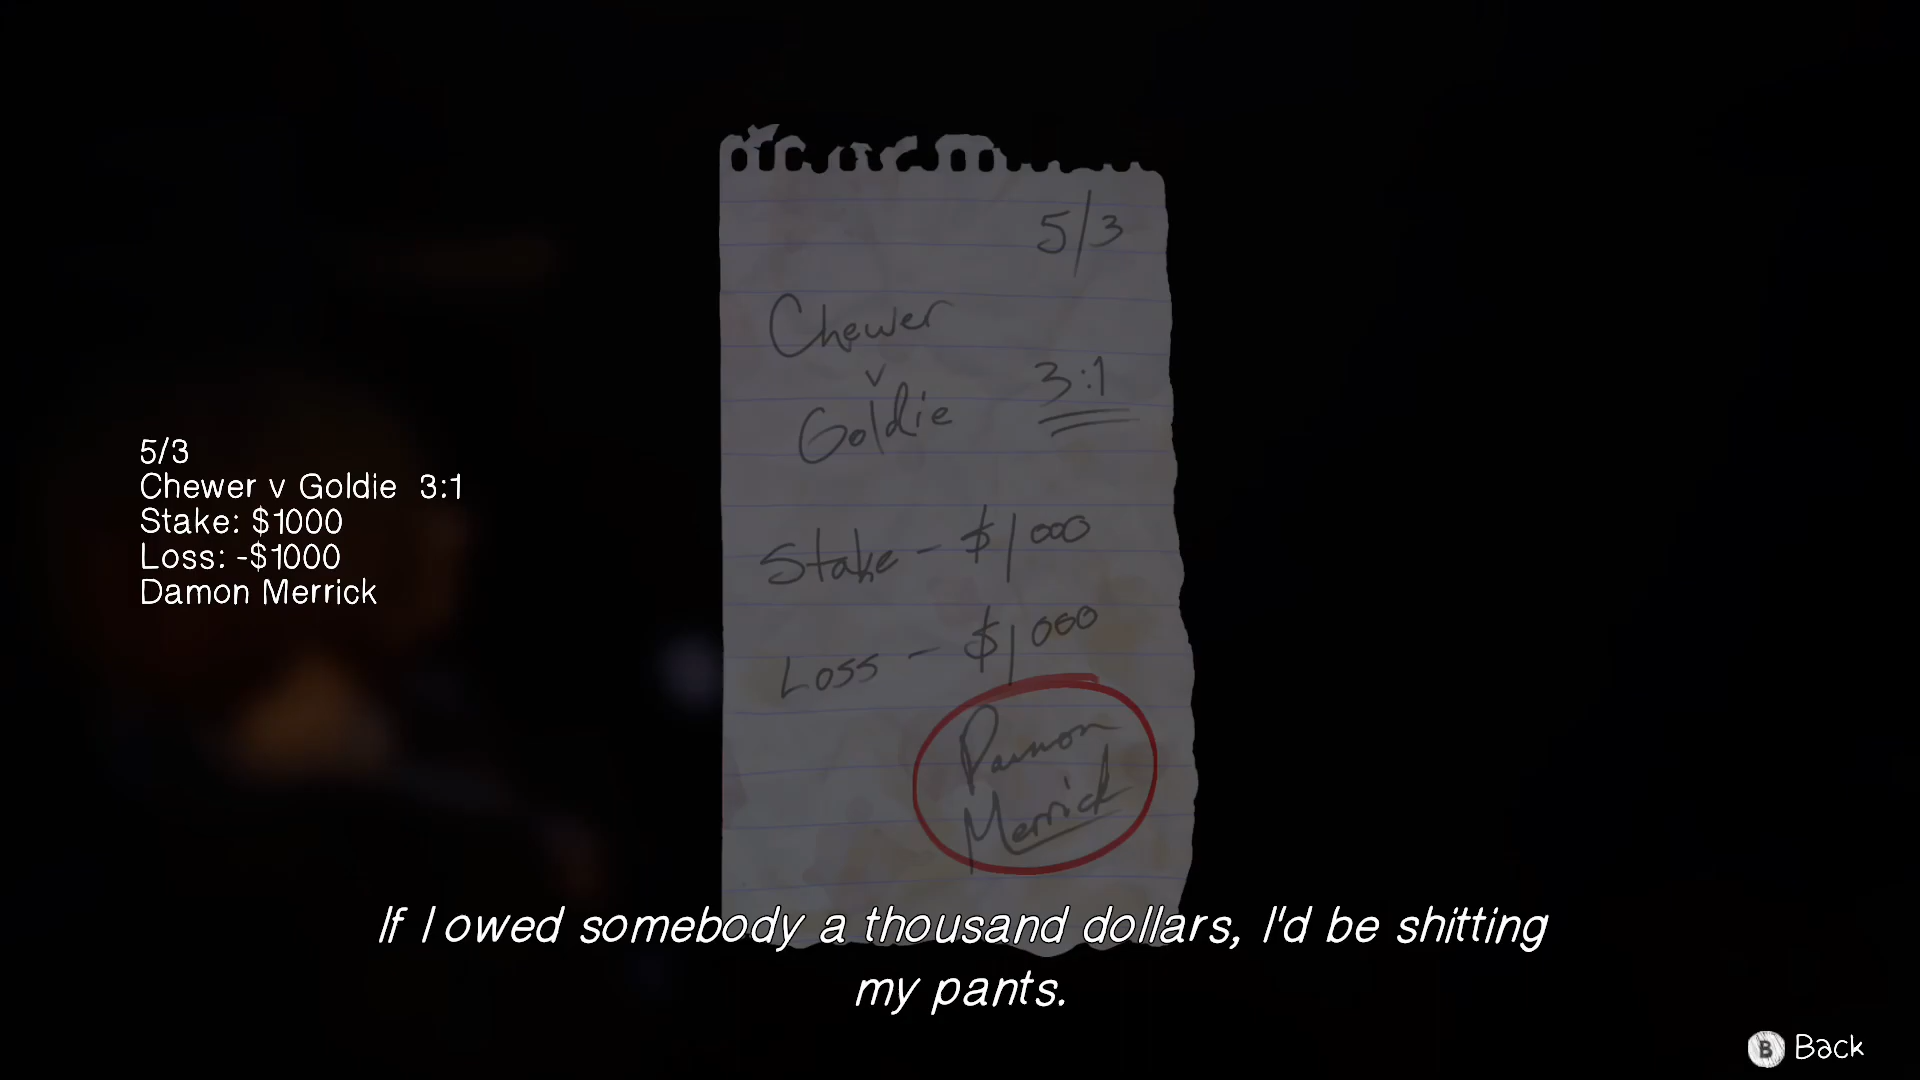 5/3
Chewer
v
Goldie 3:1
Stake - $1000
Loss - $1000
Damon
Merrick
5/3
Chewer v Goldie 3:1
Stake: $1000
Loss: -$1000
Damon Merrick
If I owed somebody a thousand dollars, I'd be shitting
my pants.
B Back